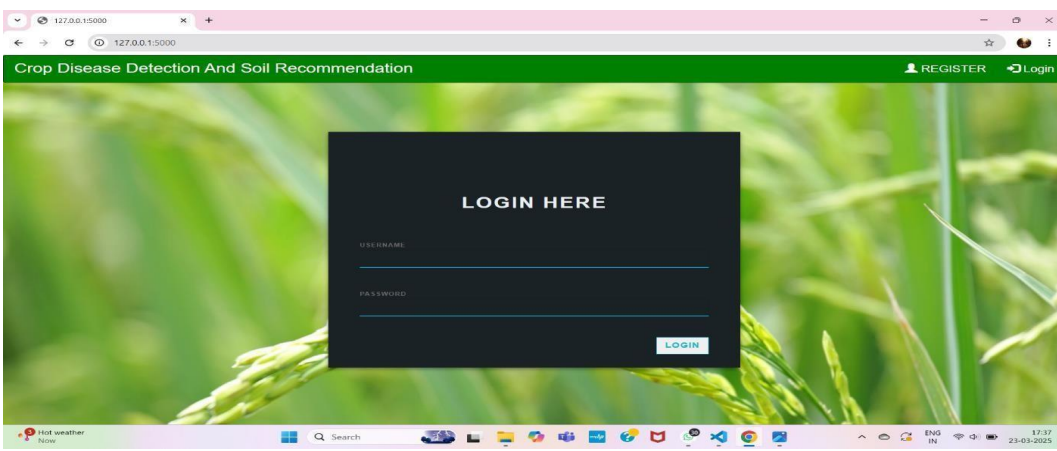 127.0.0.1:5000
127.0.0.1:5000
Crop Disease Detection And Soil Recommendation
REGISTER
Login
LOGIN HERE
USERNAME
PASSWORD
LOGIN
3
Hot weather
Now
Search
ENG
IN
17:37
23-03-2025